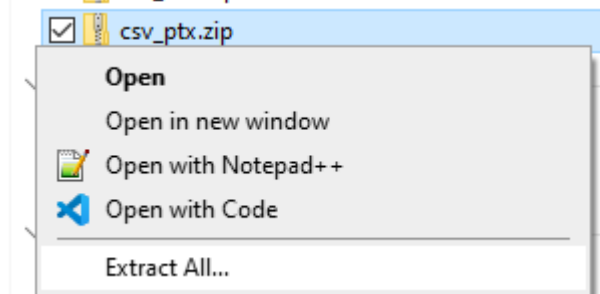 csv_ptx.zip
Open
Open in new window
Open with Notepad++
Open with Code
Extract All...